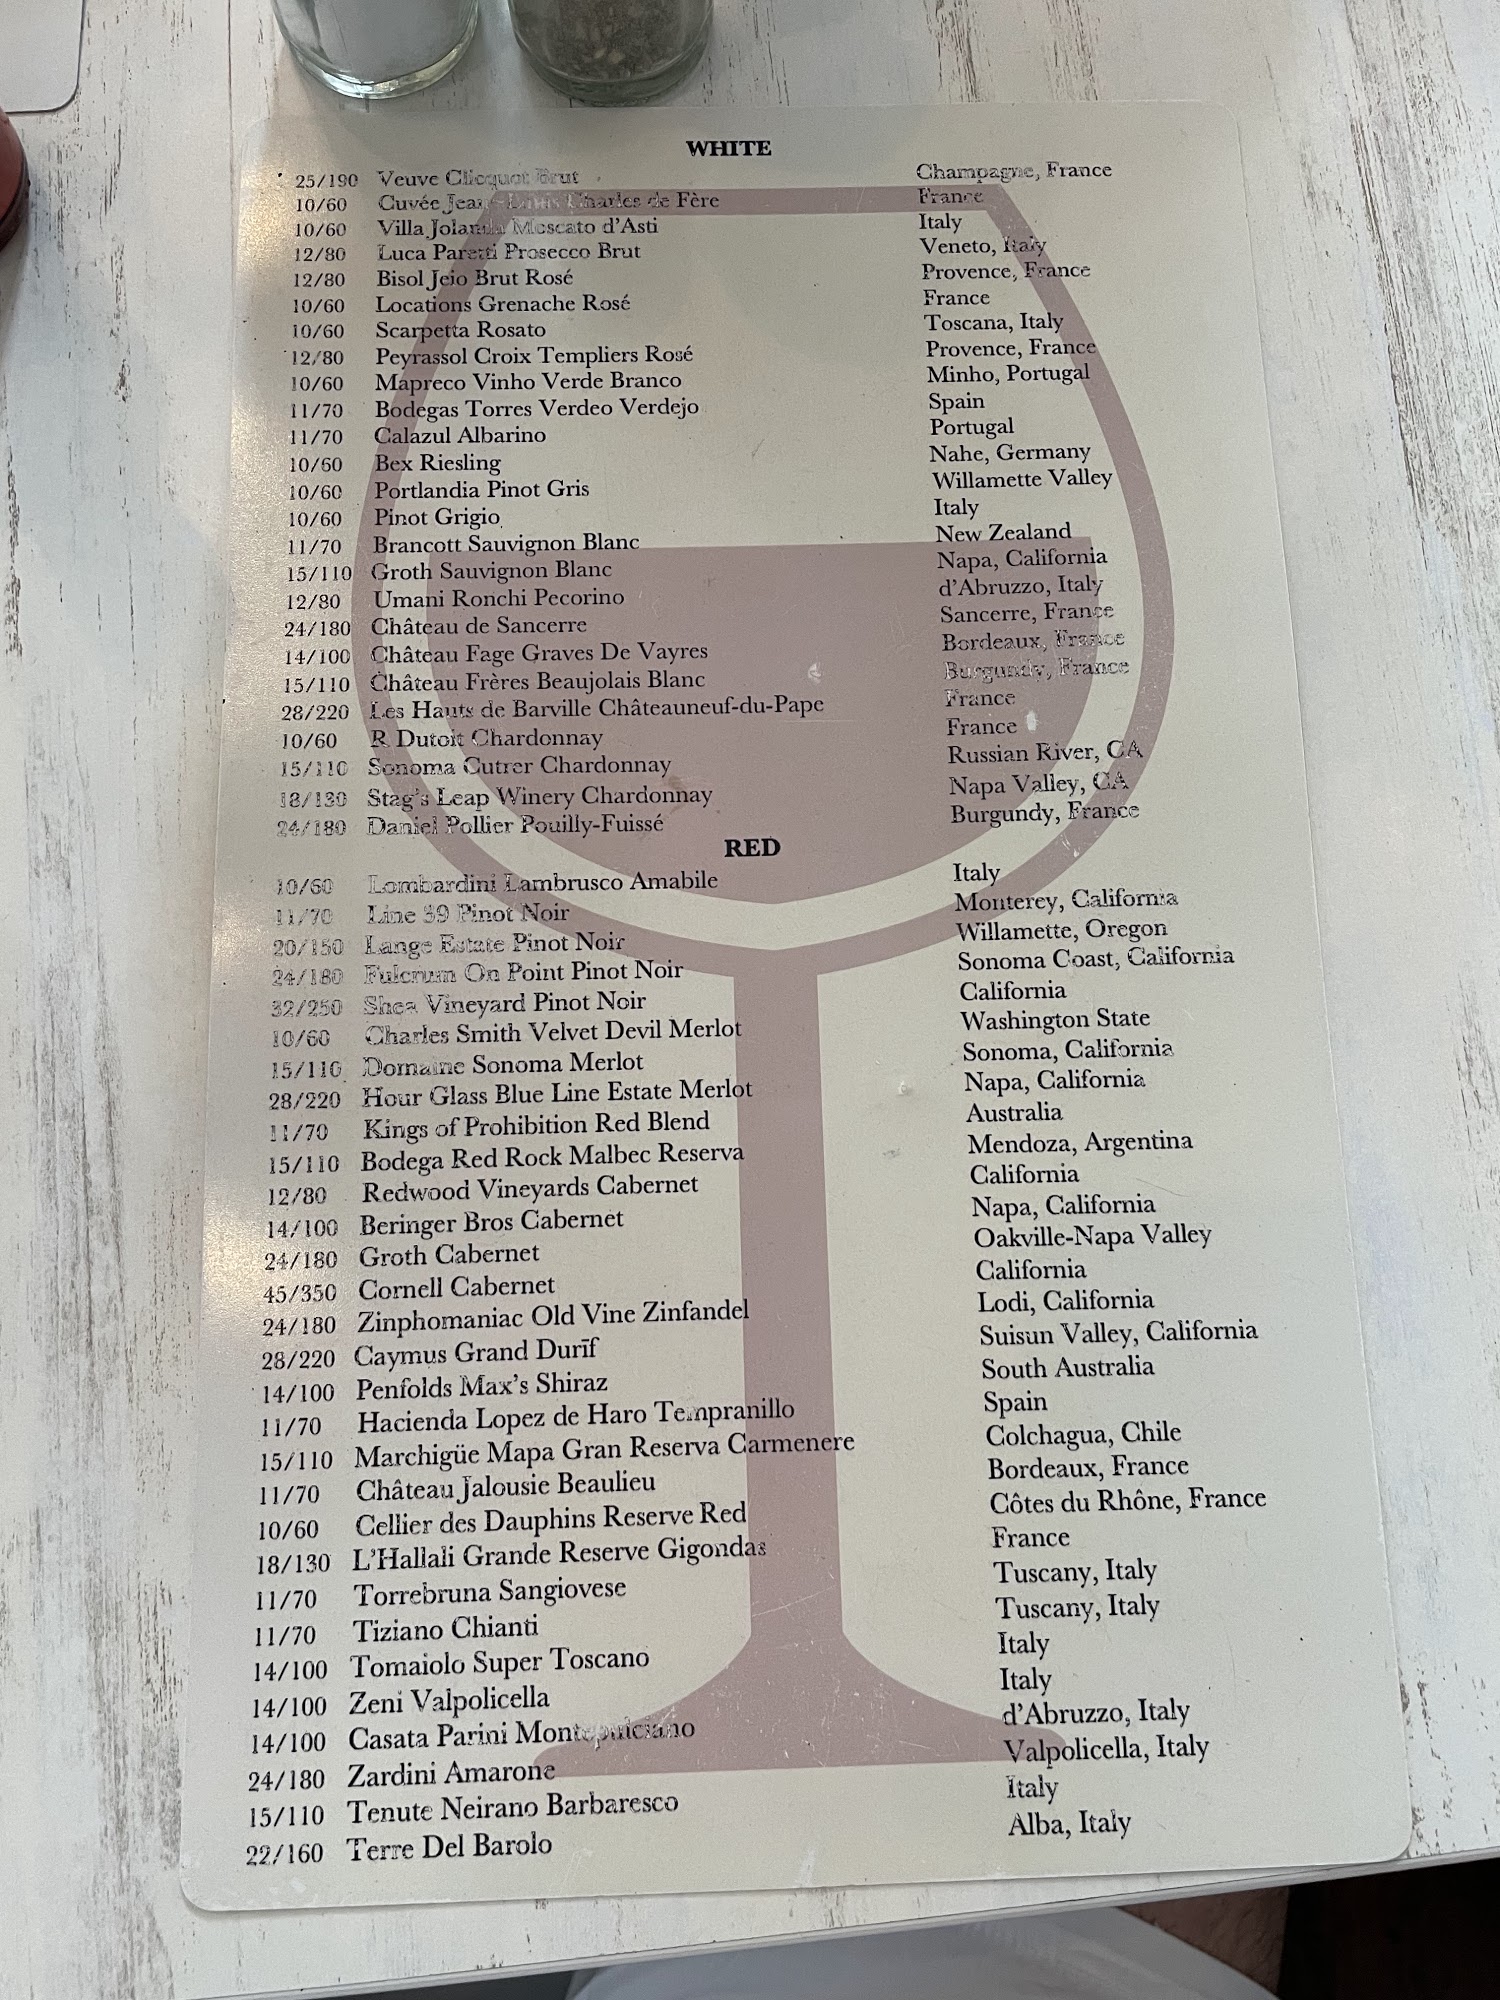 WHITE
25/190 Veuve Clicquot Brut Champagne, France
10/60 Cuvée Jean-Louis Charles de Fère France
10/60 Villa Jolanda Moscato d'Asti Italy
12/80 Luca Paretti Prosecco Brut Veneto, Italy
12/80 Bisol Jeio Brut Rosé Provence, France
10/60 Locations Grenache Rosé France
10/60 Scarpetta Rosato Toscana, Italy
12/80 Peyrassol Croix Templiers Rosé Provence, France
10/60 Mapreco Vinho Verde Branco Minho, Portugal
11/70 Bodegas Torres Verdeo Verdejo Spain
11/70 Calazul Albarino Portugal
10/60 Bex Riesling Nahe, Germany
10/60 Portlandia Pinot Gris Willamette Valley
10/60 Pinot Grigio Italy
11/70 Brancott Sauvignon Blanc New Zealand
15/110 Groth Sauvignon Blanc Napa, California
12/80 Umani Ronchi Pecorino d'Abruzzo, Italy
24/180 Château de Sancerre Sancerre, France
14/100 Château Fage Graves De Vayres Bordeaux, France
15/110 Château Frères Beaujolais Blanc Burgundy, France
28/220 Les Hauts de Barville Châteauneuf-du-Pape France
10/60 R Dutoit Chardonnay France
15/110 Sonoma Cutrer Chardonnay Russian River, CA
18/130 Stag's Leap Winery Chardonnay Napa Valley, CA
24/180 Daniel Pollier Pouilly-Fuissé Burgundy, France
RED
10/60 Lombardini Lambrusco Amabile Italy
11/70 Line 39 Pinot Noir Monterey, California
20/150 Lange Estate Pinot Noir Willamette, Oregon
24/180 Fulcrum On Point Pinot Noir Sonoma Coast, California
32/250 Shea Vineyard Pinot Noir California
10/60 Charles Smith Velvet Devil Merlot Washington State
15/110 Domaine Sonoma Merlot Sonoma, California
28/220 Hour Glass Blue Line Estate Merlot Napa, California
11/70 Kings of Prohibition Red Blend Australia
15/110 Bodega Red Rock Malbec Reserva Mendoza, Argentina
12/80 Redwood Vineyards Cabernet California
14/100 Beringer Bros Cabernet Napa, California
24/180 Groth Cabernet Oakville-Napa Valley
45/350 Cornell Cabernet California
24/180 Zinphomaniac Old Vine Zinfandel Lodi, California
28/220 Caymus Grand Durīf Suisun Valley, California
14/100 Penfolds Max's Shiraz South Australia
11/70 Hacienda Lopez de Haro Tempranillo Spain
15/110 Marchigüe Mapa Gran Reserva Carmenere Colchagua, Chile
11/70 Château Jalousie Beaulieu Bordeaux, France
10/60 Cellier des Dauphins Reserve Red Côtes du Rhône, France
18/130 L'Hallali Grande Reserve Gigondas France
11/70 Torrebruna Sangiovese Tuscany, Italy
11/70 Tiziano Chianti Tuscany, Italy
14/100 Tomaiolo Super Toscano Italy
14/100 Zeni Valpolicella Italy
14/100 Casata Parini Montepulciano d'Abruzzo, Italy
24/180 Zardini Amarone Valpolicella, Italy
15/110 Tenute Neirano Barbaresco Italy
22/160 Terre Del Barolo Alba, Italy